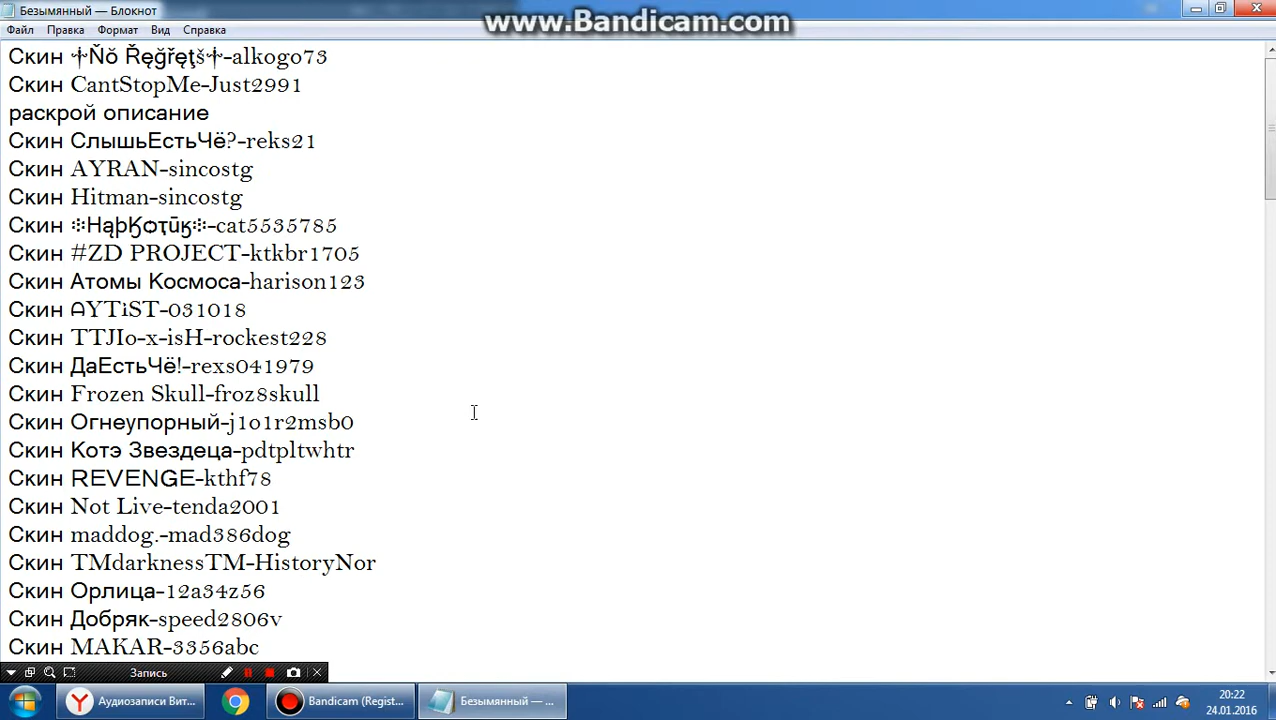 Безымянный — Блокнот
www.Bandicam.com
Файл Правка Формат Вид Справка
Скин ┼Ňŏ Řęğřęţš┼-alkogo73
Скин CantStopMe-Just2991
раскрой описание
Скин СлышьЕстьЧё?-reks21
Скин AYRAN-sincostg
Скин Hitman-sincostg
Скин ፨HąþӃѻҭūӄ፨-cat5535785
Скин #ZD PROJECT-ktkbr1705
Скин Атомы Космоса-harison123
Скин ᗩYTìST-031018
Скин TTJIo-x-isH-rockest228
Скин ДаЕстьЧё!-rexs041979
Скин Frozen Skull-froz8skull
Скин Огнеупорный-j1o1r2msb0
Скин Котэ Звездеца-pdtpltwhtr
Скин REVENGE-kthf78
Скин Not Live-tenda2001
Скин maddog.-mad386dog
Скин TMdarknessTM-HistoryNor
Скин Орлица-12a34z56
Скин Добряк-speed2806v
Скин MAKAR-3356abc
Запись
Аудиозаписи Вит... Bandicam (Regist... Безымянный — ...
20:22
24.01.2016